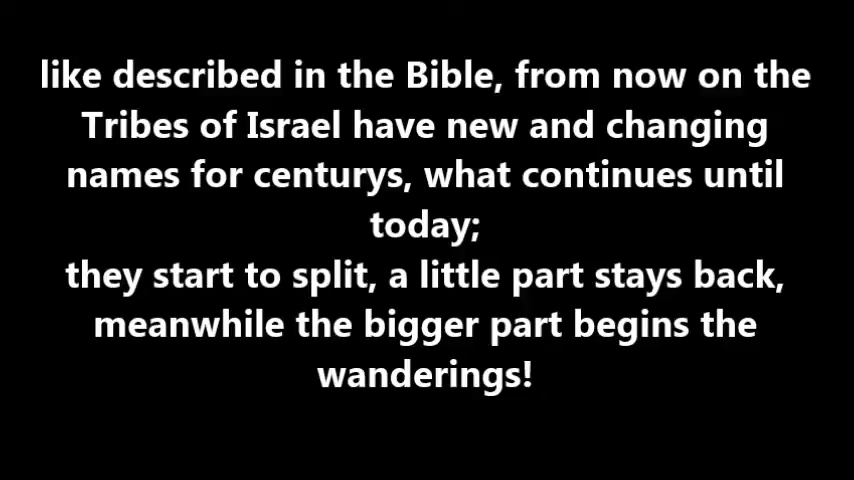 like described in the Bible, from now on the
Tribes of Israel have new and changing
names for centurys, what continues until
today;
they start to split, a little part stays back,
meanwhile the bigger part begins the
wanderings!